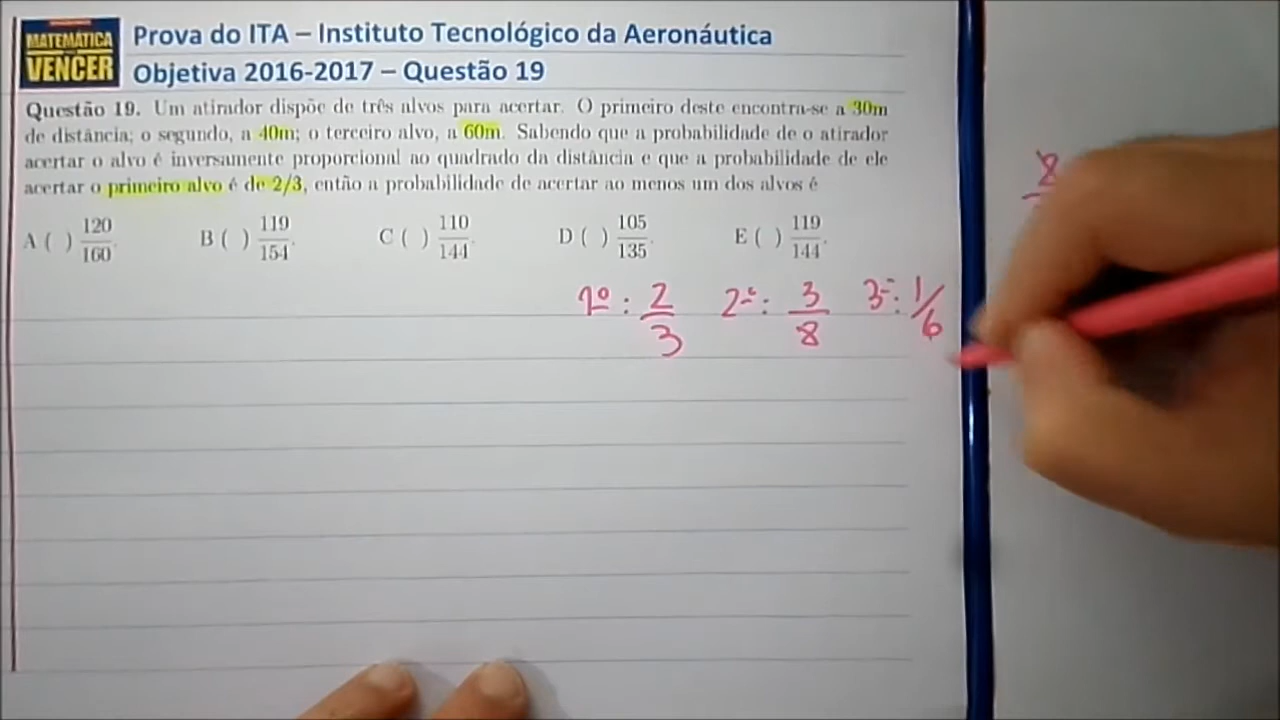 MATEMÁTICA
VENCER
Prova do ITA – Instituto Tecnológico da Aeronáutica
Objetiva 2016-2017 – Questão 19
Questão 19. Um atirador dispõe de três alvos para acertar. O primeiro deste encontra-se a 30m
de distância; o segundo, a 40m; o terceiro alvo, a 60m. Sabendo que a probabilidade de o atirador
acertar o alvo é inversamente proporcional ao quadrado da distância e que a probabilidade de ele
acertar o primeiro alvo é de 2/3, então a probabilidade de acertar ao menos um dos alvos é
A ( ) 120/160. B ( ) 119/154. C ( ) 110/144. D ( ) 105/135. E ( ) 119/144.
1º : 2/3 2º : 3/8 3º : 1/6
8